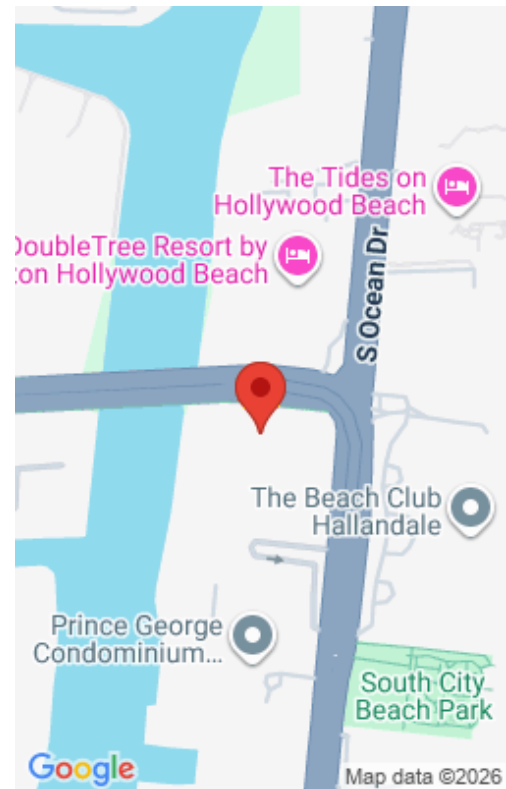 The Tides on
Hollywood Beach
DoubleTree Resort by
ton Hollywood Beach
S Ocean Dr
The Beach Club
Hallandale
Prince George
Condominium...
South City
Beach Park
Google
Map data ©2026